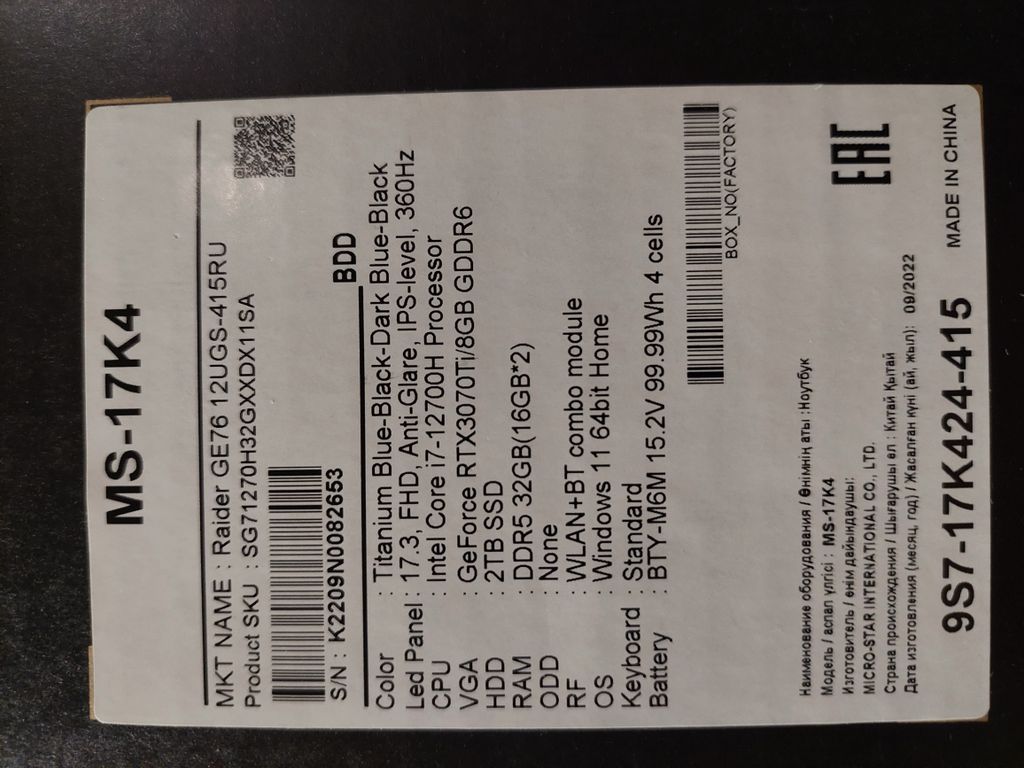 MS-17K4
MKT NAME : Raider GE76 12UGS-415RU
Product SKU : SG71270H32GXXDX11SA
S/N : K2209N0082653
BDD
Color : Titanium Blue-Black-Dark Blue-Black
Led Panel : 17.3, FHD, Anti-Glare, IPS-level, 360Hz
CPU : Intel Core i7-12700H Processor
VGA : GeForce RTX3070Ti/8GB GDDR6
HDD : 2TB SSD
RAM : DDR5 32GB(16GB*2)
ODD : None
RF : WLAN+BT combo module
OS : Windows 11 64bit Home
Keyboard : Standard
Battery : BTY-M6M 15.2V 99.99Wh 4 cells
BOX_NO(FACTORY)
Наименование оборудования / Өнімнің аты :Ноутбук
Модель / аспап үлгісі : MS-17K4
Изготовитель / өнім дайындаушы:
MICRO-STAR INTERNATIONAL CO., LTD.
Страна происхождения / Шығарушы ел : Китай Қытай
Дата изготовления (месяц, год) / Жасалған күні (ай, жыл): 09/2022
EAC
9S7-17K424-415
MADE IN CHINA